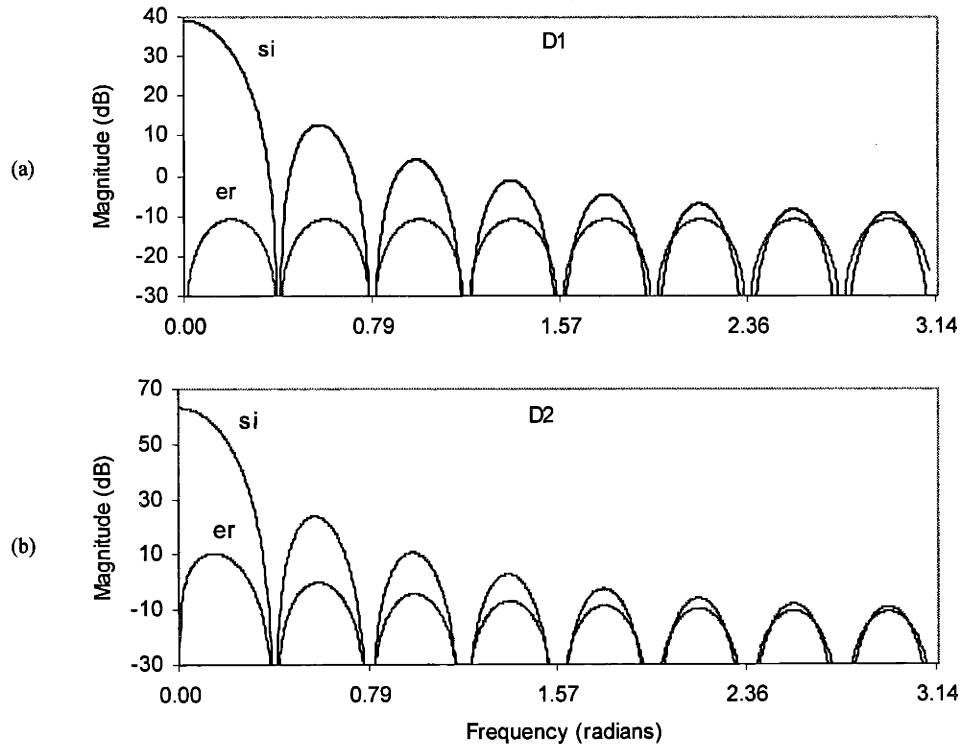 (a)
Magnitude (dB)
40
30
20
10
0
-10
-20
-30
si
er
D1
0.00 0.79 1.57 2.36 3.14
(b)
Magnitude (dB)
70
50
30
10
-10
-30
si
er
D2
0.00 0.79 1.57 2.36 3.14
Frequency (radians)